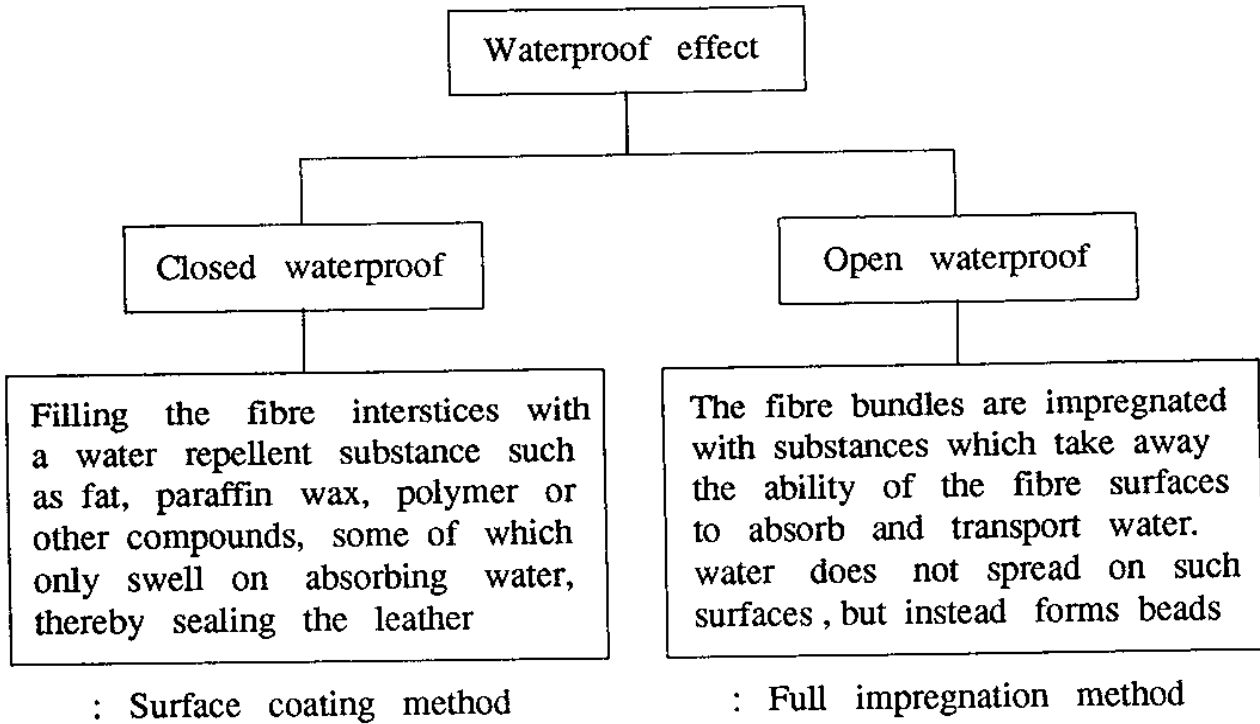 Waterproof effect
Closed waterproof
Open waterproof
Filling the fibre interstices with
a water repellent substance such
as fat, paraffin wax, polymer or
other compounds, some of which
only swell on absorbing water,
thereby sealing the leather
: Surface coating method
The fibre bundles are impregnated
with substances which take away
the ability of the fibre surfaces
to absorb and transport water.
water does not spread on such
surfaces , but instead forms beads
: Full impregnation method